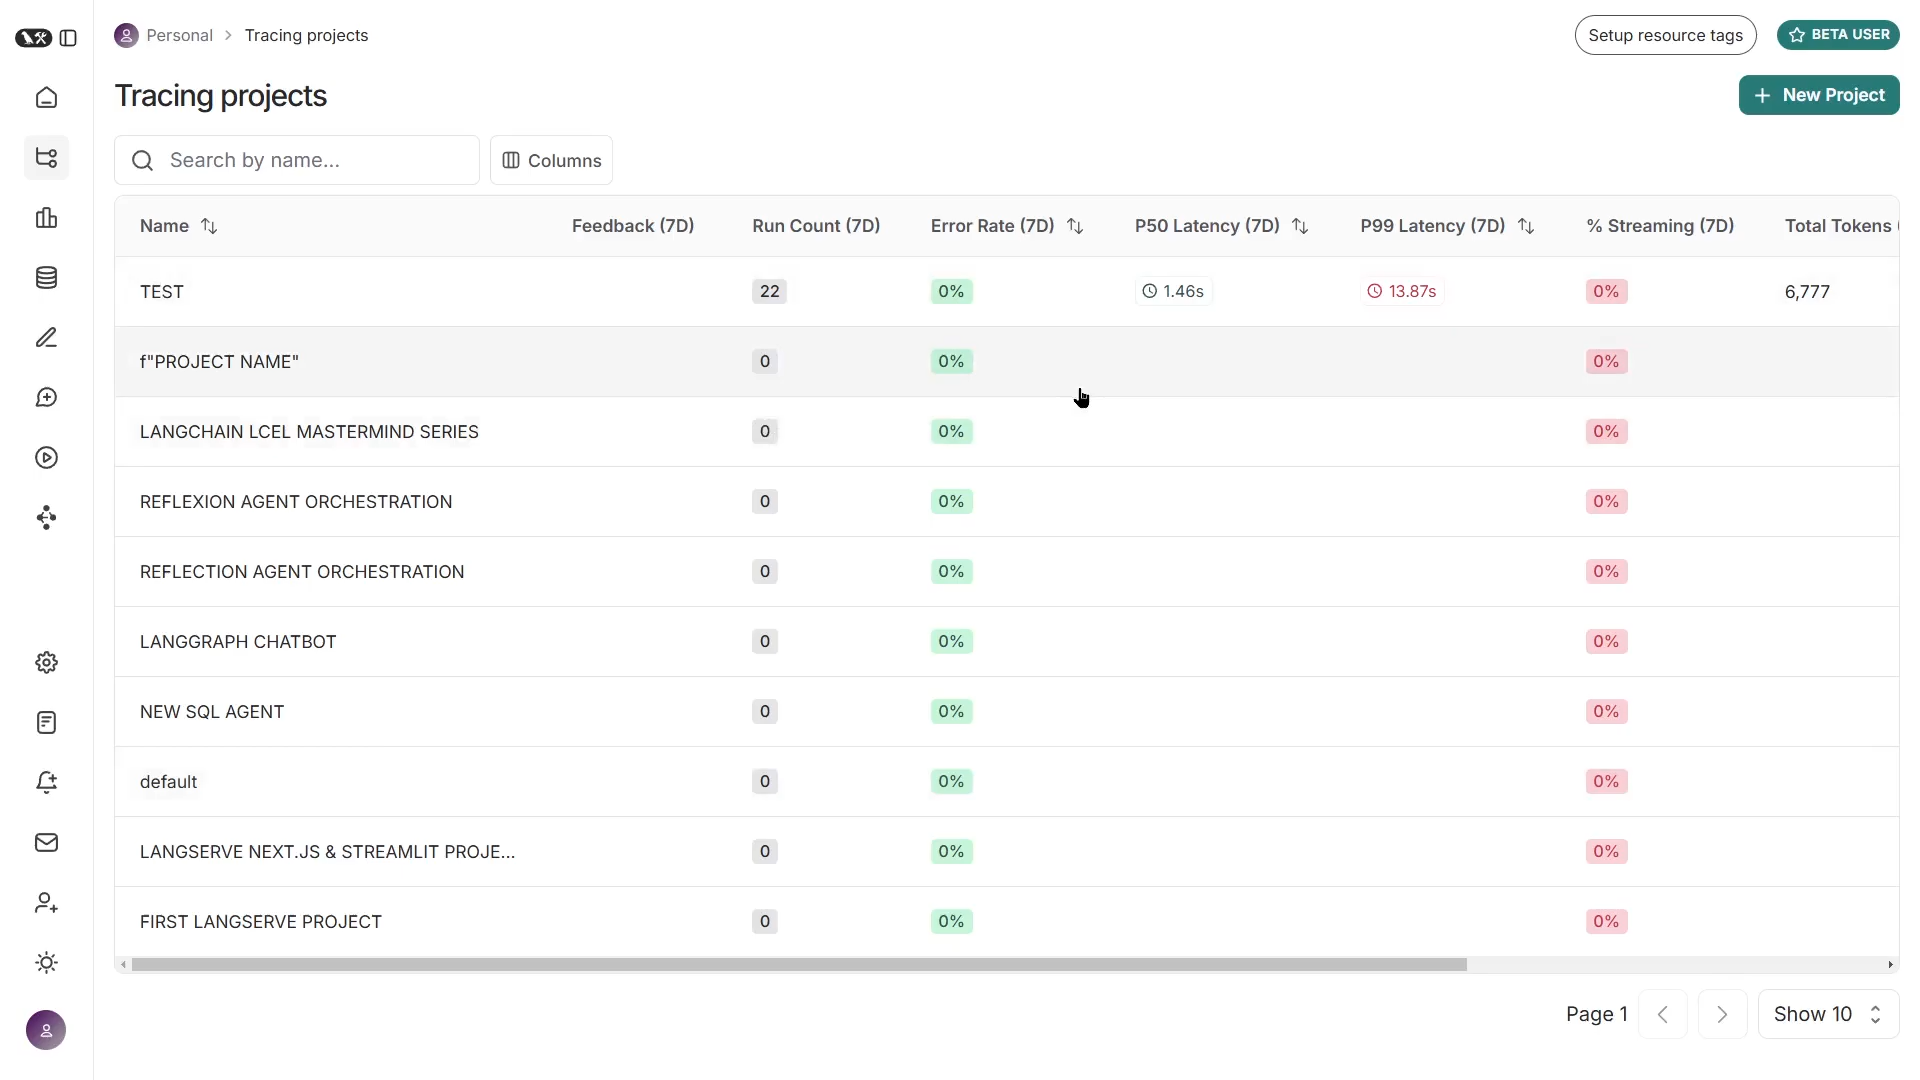 Personal > Tracing projects
Setup resource tags
BETA USER
Tracing projects
+ New Project
Search by name...
Columns
Name Feedback (7D) Run Count (7D) Error Rate (7D) P50 Latency (7D) P99 Latency (7D) % Streaming (7D) Total Tokens (
TEST 22 0% 1.46s 13.87s 0% 6,777
f"PROJECT NAME" 0 0% 0%
LANGCHAIN LCEL MASTERMIND SERIES 0 0% 0%
REFLEXION AGENT ORCHESTRATION 0 0% 0%
REFLECTION AGENT ORCHESTRATION 0 0% 0%
LANGGRAPH CHATBOT 0 0% 0%
NEW SQL AGENT 0 0% 0%
default 0 0% 0%
LANGSERVE NEXT.JS & STREAMLIT PROJE... 0 0% 0%
FIRST LANGSERVE PROJECT 0 0% 0%
Page 1
Show 10